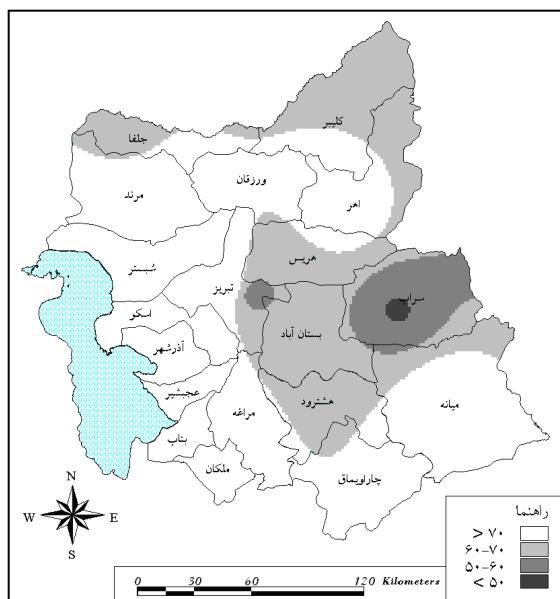 کلیبر
جلفا
ورزقان
مرند
اهر
هریس
شبستر
تبریز
سراب
اسکو
بستان آباد
آذرشهر
عجبشیر
هشترود
میانه
مراغه
بناب
ملکان
چاراویماق
N
W E
S
راهنما
> ۷۰
۶۰-۷۰
۵۰-۶۰
< ۵۰
0 15 30 60 120 Kilometers